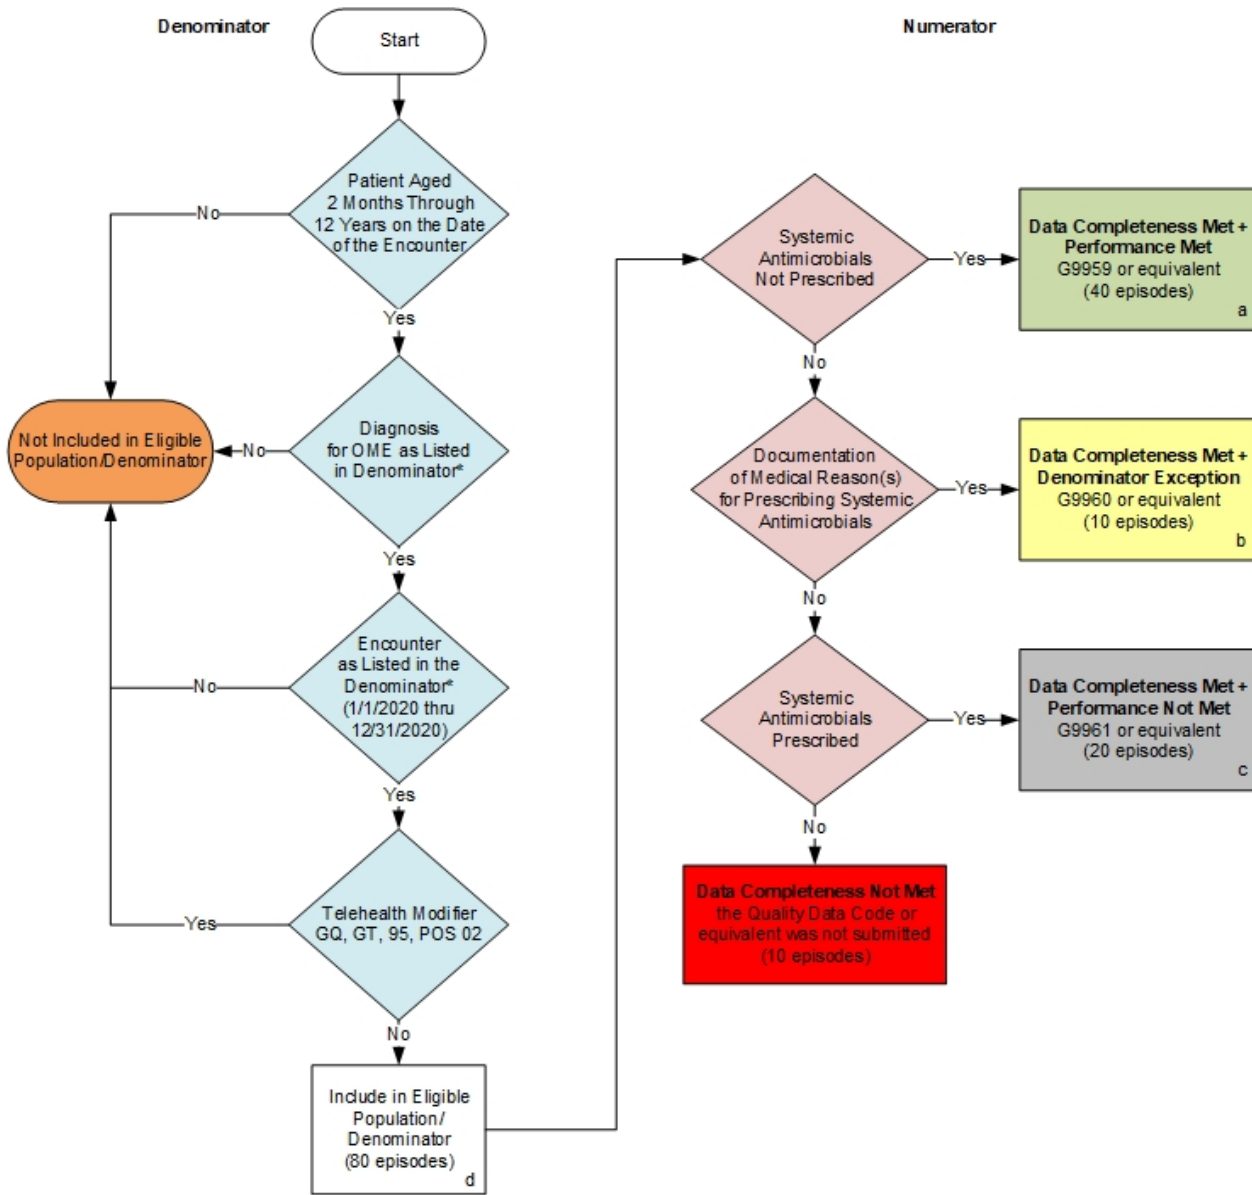 Denominator
Start
Patient Aged
2 Months Through
12 Years on the Date
of the Encounter
No
Yes
Diagnosis
for OME as Listed
in Denominator*
No
Not Included in Eligible
Population/Denominator
Yes
Encounter
as Listed in the
Denominator*
(1/1/2020 thru
12/31/2020)
No
Yes
Telehealth Modifier
GQ, GT, 95, POS 02
Yes
No
Include in Eligible
Population/
Denominator
(80 episodes)
d
Numerator
Systemic
Antimicrobials
Not Prescribed
Yes
Data Completeness Met +
Performance Met
G9959 or equivalent
(40 episodes)
a
No
Documentation
of Medical Reason(s)
for Prescribing Systemic
Antimicrobials
Yes
Data Completeness Met +
Denominator Exception
G9960 or equivalent
(10 episodes)
b
No
Systemic
Antimicrobials
Prescribed
Yes
Data Completeness Met +
Performance Not Met
G9961 or equivalent
(20 episodes)
c
No
Data Completeness Not Met
the Quality Data Code or
equivalent was not submitted
(10 episodes)